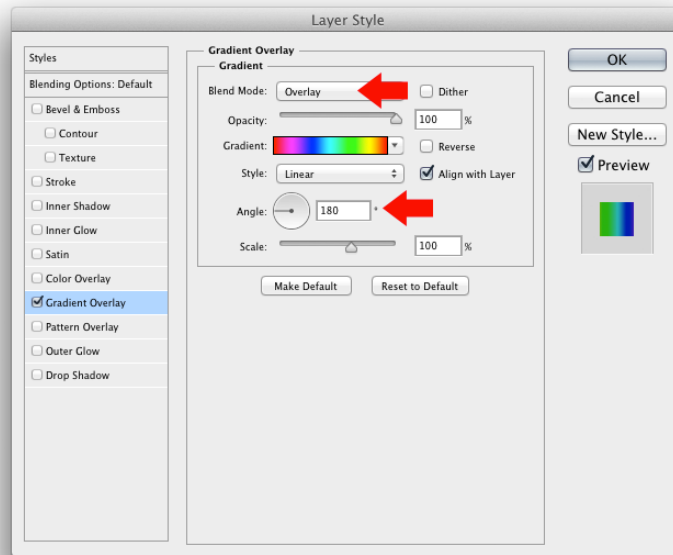 Layer Style
Styles
Blending Options: Default
Bevel & Emboss
Contour
Texture
Stroke
Inner Shadow
Inner Glow
Satin
Color Overlay
Gradient Overlay
Pattern Overlay
Outer Glow
Drop Shadow
Gradient Overlay
Gradient
Blend Mode: Overlay Dither
Opacity: 100 %
Gradient: Reverse
Style: Linear Align with Layer
Angle: 180 °
Scale: 100 %
Make Default Reset to Default
OK
Cancel
New Style...
Preview